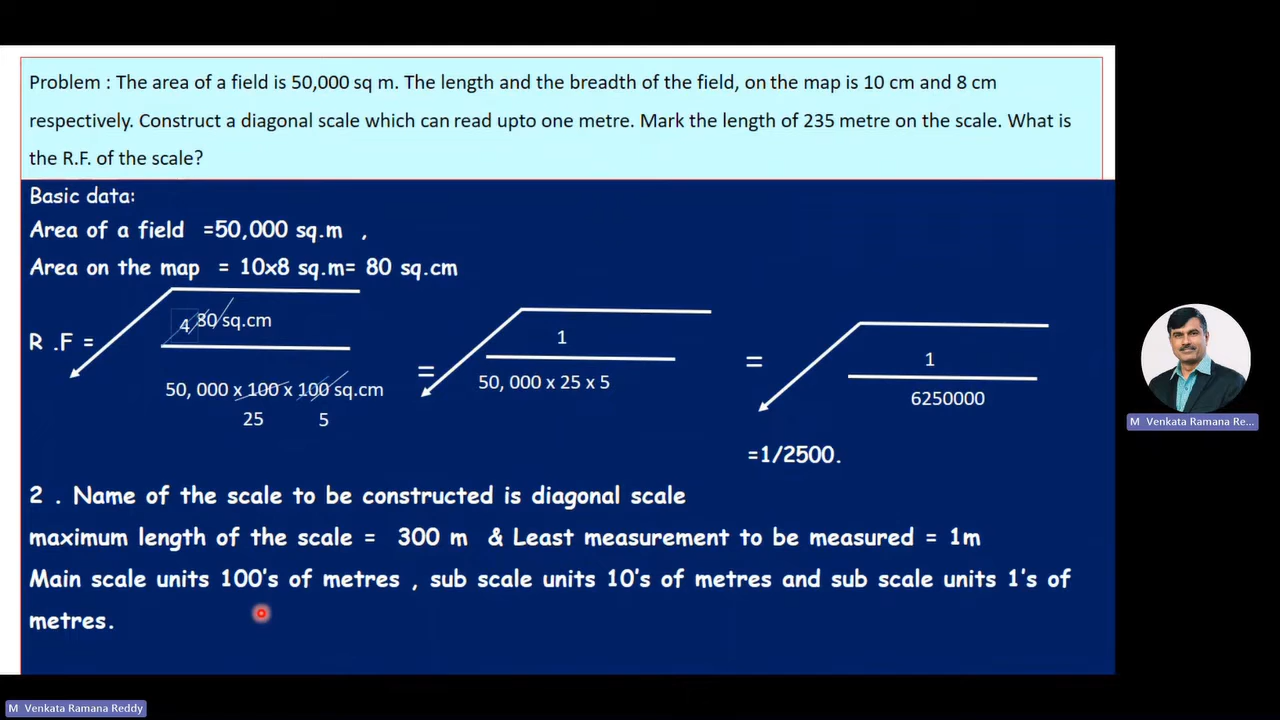 Problem : The area of a field is 50,000 sq m. The length and the breadth of the field, on the map is 10 cm and 8 cm
respectively. Construct a diagonal scale which can read upto one metre. Mark the length of 235 metre on the scale. What is
the R.F. of the scale?
Basic data:
Area of a field =50,000 sq.m ,
Area on the map = 10x8 sq.m= 80 sq.cm
R .F =
4 80 sq.cm
50, 000 x 100 x 100 sq.cm
25 5
=
1
50, 000 x 25 x 5
=
1
6250000
=1/2500.
2 . Name of the scale to be constructed is diagonal scale
maximum length of the scale = 300 m & Least measurement to be measured = 1m
Main scale units 100's of metres , sub scale units 10's of metres and sub scale units 1's of
metres.
M Venkata Ramana Re...
M Venkata Ramana Reddy